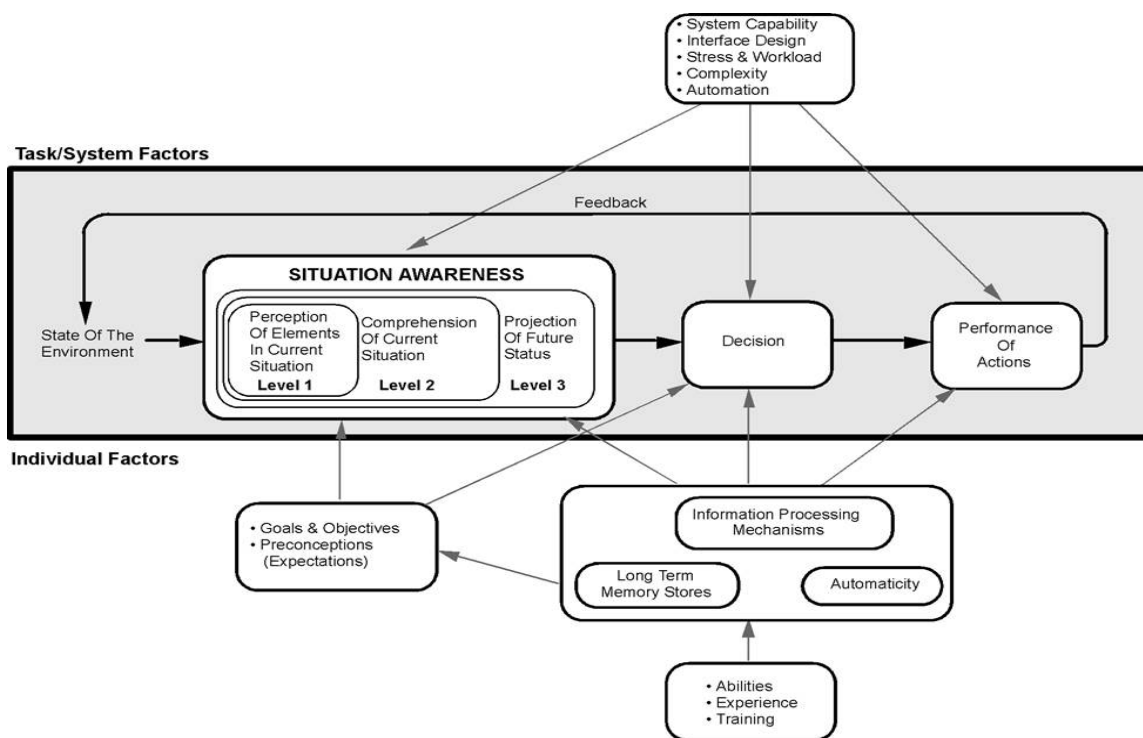 • System Capability
• Interface Design
• Stress & Workload
• Complexity
• Automation
Task/System Factors
Feedback
SITUATION AWARENESS
Perception
Of Elements
In Current
Situation
Level 1
Comprehension
Of Current
Situation
Level 2
Projection
Of Future
Status
Level 3
State Of The
Environment
Decision
Performance
Of
Actions
Individual Factors
• Goals & Objectives
• Preconceptions
(Expectations)
Information Processing
Mechanisms
Long Term
Memory Stores
Automaticity
• Abilities
• Experience
• Training